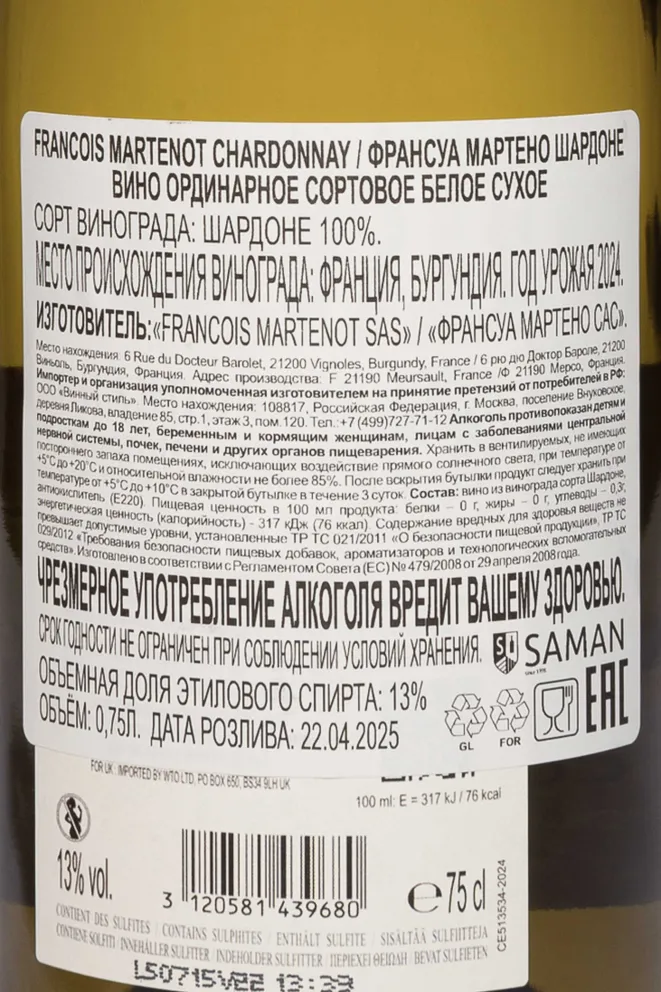 FRANCOIS MARTENOT CHARDONNAY / ФРАНСУА МАРТЕНО ШАРДОНЕ
ВИНО ОРДИНАРНОЕ СОРТОВОЕ БЕЛОЕ СУХОЕ
СОРТ ВИНОГРАДА: ШАРДОНЕ 100%.
МЕСТО ПРОИСХОЖДЕНИЯ ВИНОГРАДА: ФРАНЦИЯ, БУРГУНДИЯ. ГОД УРОЖАЯ 2024.
ИЗГОТОВИТЕЛЬ:«FRANCOIS MARTENOT SAS» / «ФРАНСУА МАРТЕНО САС».
Место нахождения: 6 Rue du Docteur Barolet, 21200 Vignoles, Burgundy, France / 6 рю дю Доктор Бароле, 21200
Виньоль, Бургундия, Франция. Адрес производства: F 21190 Meursault, France /Ф 21190 Мерсо, Франция.
Импортер и организация уполномоченная изготовителем на принятие претензий от потребителей в РФ:
ООО «Винный стиль». Место нахождения: 108817, Российская Федерация, г. Москва, поселение Внуковское,
деревня Ликова, владение 85, стр.1, этаж 3, пом.120. Тел.:+7 (499)727-71-12 Алкоголь противопоказан детям и
подросткам до 18 лет, беременным и кормящим женщинам, лицам с заболеваниями центральной
нервной системы, почек, печени и других органов пищеварения. Хранить в вентилируемых, не имеющих
постороннего запаха помещениях, исключающих воздействие прямого солнечного света, при температуре от
+5°С до +20°С и относительной влажности не более 85%. После вскрытия бутылки продукт следует хранить при
температуре от +5°С до +10°С в закрытой бутылке в течение 3 суток. Состав: вино из винограда сорта Шардоне,
антиокислитель (Е220). Пищевая ценность в 100 мл продукта: белки – 0 г, жиры - 0 г, углеводы – 0,3г,
энергетическая ценность (калорийность) - 317 кДж (76 ккал). Содержание вредных для здоровья веществ не
превышает допустимые уровни, установленные ТР ТС 021/2011 «О безопасности пищевой продукции», ТР ТС
029/2012 «Требования безопасности пищевых добавок, ароматизаторов и технологических вспомогательных
средств» Изготовлено в соответствии с Регламентом Совета (ЕС) № 479/2008 от 29 апреля 2008 года.
ЧРЕЗМЕРНОЕ УПОТРЕБЛЕНИЕ АЛКОГОЛЯ ВРЕДИТ ВАШЕМУ ЗДОРОВЬЮ.
СРОК ГОДНОСТИ НЕ ОГРАНИЧЕН ПРИ СОБЛЮДЕНИИ УСЛОВИЙ ХРАНЕНИЯ.
SAMAN
since 1991
ОБЪЕМНАЯ ДОЛЯ ЭТИЛОВОГО СПИРТА: 13%
ОБЪЁМ: 0,75Л. ДАТА РОЗЛИВА: 22.04.2025
GL
FOR
EAC
FOR UK : IMPORTED BY WTO LTD, PO BOX 650, BS34 9LH UK
100 ml: E = 317 kJ / 76 kcal
13% vol.
3 120581 439680
e 75 cl
CE513534-2024
CONTIENT DES SULFITES / CONTAINS SULPHITES / ENTHÄLT SULFITE / SISÄLTÄÄ SULFIITTEJA
CONTIENE SOLFITI / INNEHÅLLER SULFITER / INDEHOLDER SULFITTER / ΠΕΡΙΕΧΕΙ ΘΕΙΩΔΗ / BEVAT SULFIETEN
L50715V22 13:39